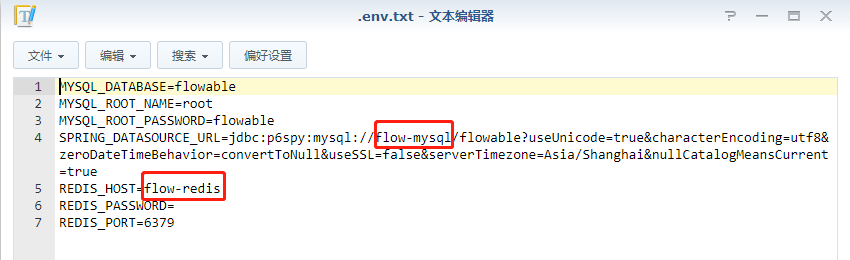 .env.txt - 文本编辑器
文件 编辑 搜索 偏好设置
1 MYSQL_DATABASE=flowable
2 MYSQL_ROOT_NAME=root
3 MYSQL_ROOT_PASSWORD=flowable
4 SPRING_DATASOURCE_URL=jdbc:p6spy:mysql://flow-mysql/flowable?useUnicode=true&characterEncoding=utf8&
zeroDateTimeBehavior=convertToNull&useSSL=false&serverTimezone=Asia/Shanghai&nullCatalogMeansCurrent
=true
5 REDIS_HOST=flow-redis
6 REDIS_PASSWORD=
7 REDIS_PORT=6379